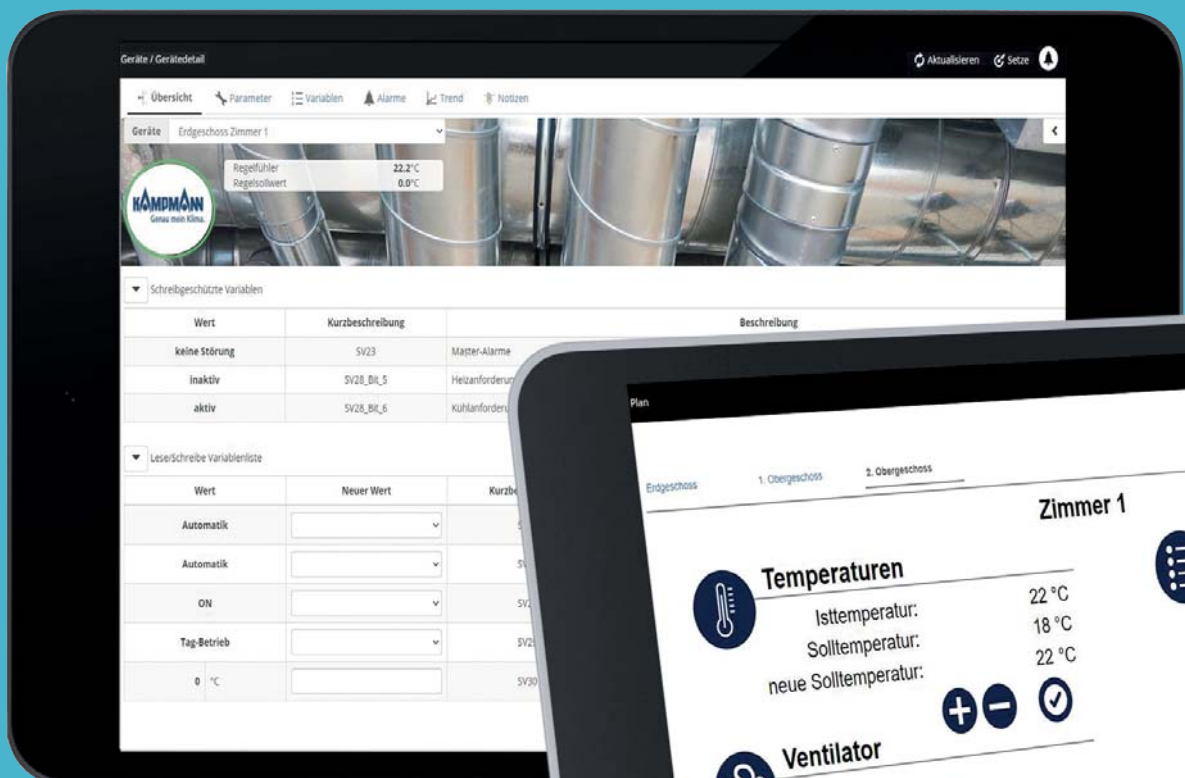 Geräte / Gerätedetail
Aktualisieren Setze
Übersicht Parameter Variablen Alarme Trend Notizen
Geräte Erdgeschoss Zimmer 1
Regelfühler 22.2°C
Regelsollwert 0.0°C
KAMPMANN
Genau mein Klima.
Schreibgeschützte Variablen
Wert Kurzbeschreibung Beschreibung
keine Störung SV23 Master-Alarme
inaktiv SV28_Bit_5
aktiv SV28_Bit_6
Lese/Schreibe Variablenliste
Wert Neuer Wert
Automatik
Automatik
ON
Tag-Betrieb
0 °C SV30
Plan
Erdgeschoss 1. Obergeschoss 2. Obergeschoss
Zimmer 1
Temperaturen
Isttemperatur: 22 °C
Solltemperatur: 18 °C
neue Solltemperatur: 22 °C
Ventilator